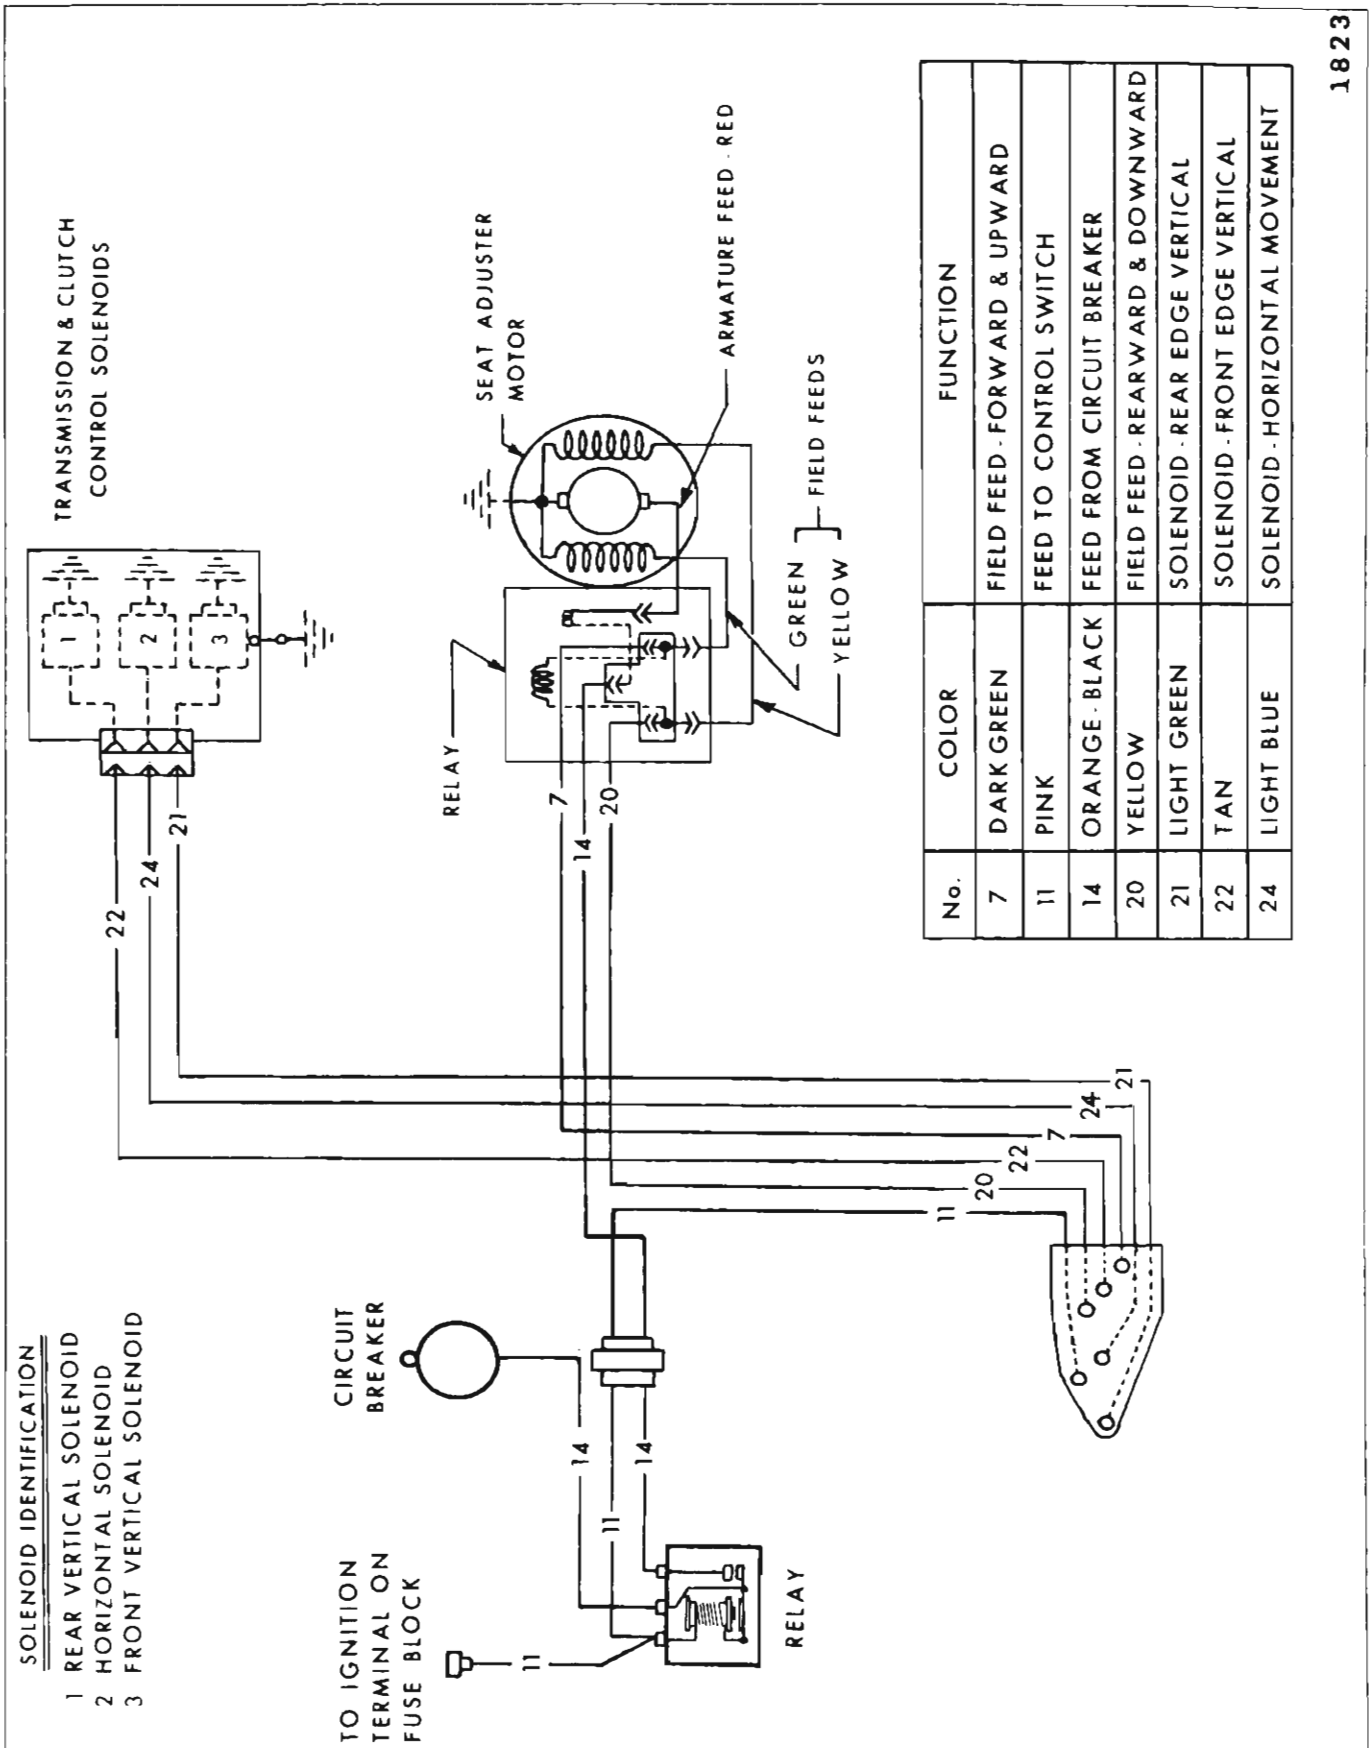 SOLENOID IDENTIFICATION
1 REAR VERTICAL SOLENOID
2 HORIZONTAL SOLENOID
3 FRONT VERTICAL SOLENOID
TRANSMISSION & CLUTCH
CONTROL SOLENOIDS
1
2
3
22
24
21
CIRCUIT
BREAKER
TO IGNITION
TERMINAL ON
FUSE BLOCK
11
14
11
14
RELAY
RELAY
7
14
20
SEAT ADJUSTER
MOTOR
ARMATURE FEED - RED
GREEN
YELLOW
FIELD FEEDS
11
20
22
7
24
21
No. COLOR FUNCTION
7 DARK GREEN FIELD FEED - FORWARD & UPWARD
11 PINK FEED TO CONTROL SWITCH
14 ORANGE - BLACK FEED FROM CIRCUIT BREAKER
20 YELLOW FIELD FEED - REARWARD & DOWNWARD
21 LIGHT GREEN SOLENOID - REAR EDGE VERTICAL
22 TAN SOLENOID - FRONT EDGE VERTICAL
24 LIGHT BLUE SOLENOID - HORIZONTAL MOVEMENT
1823